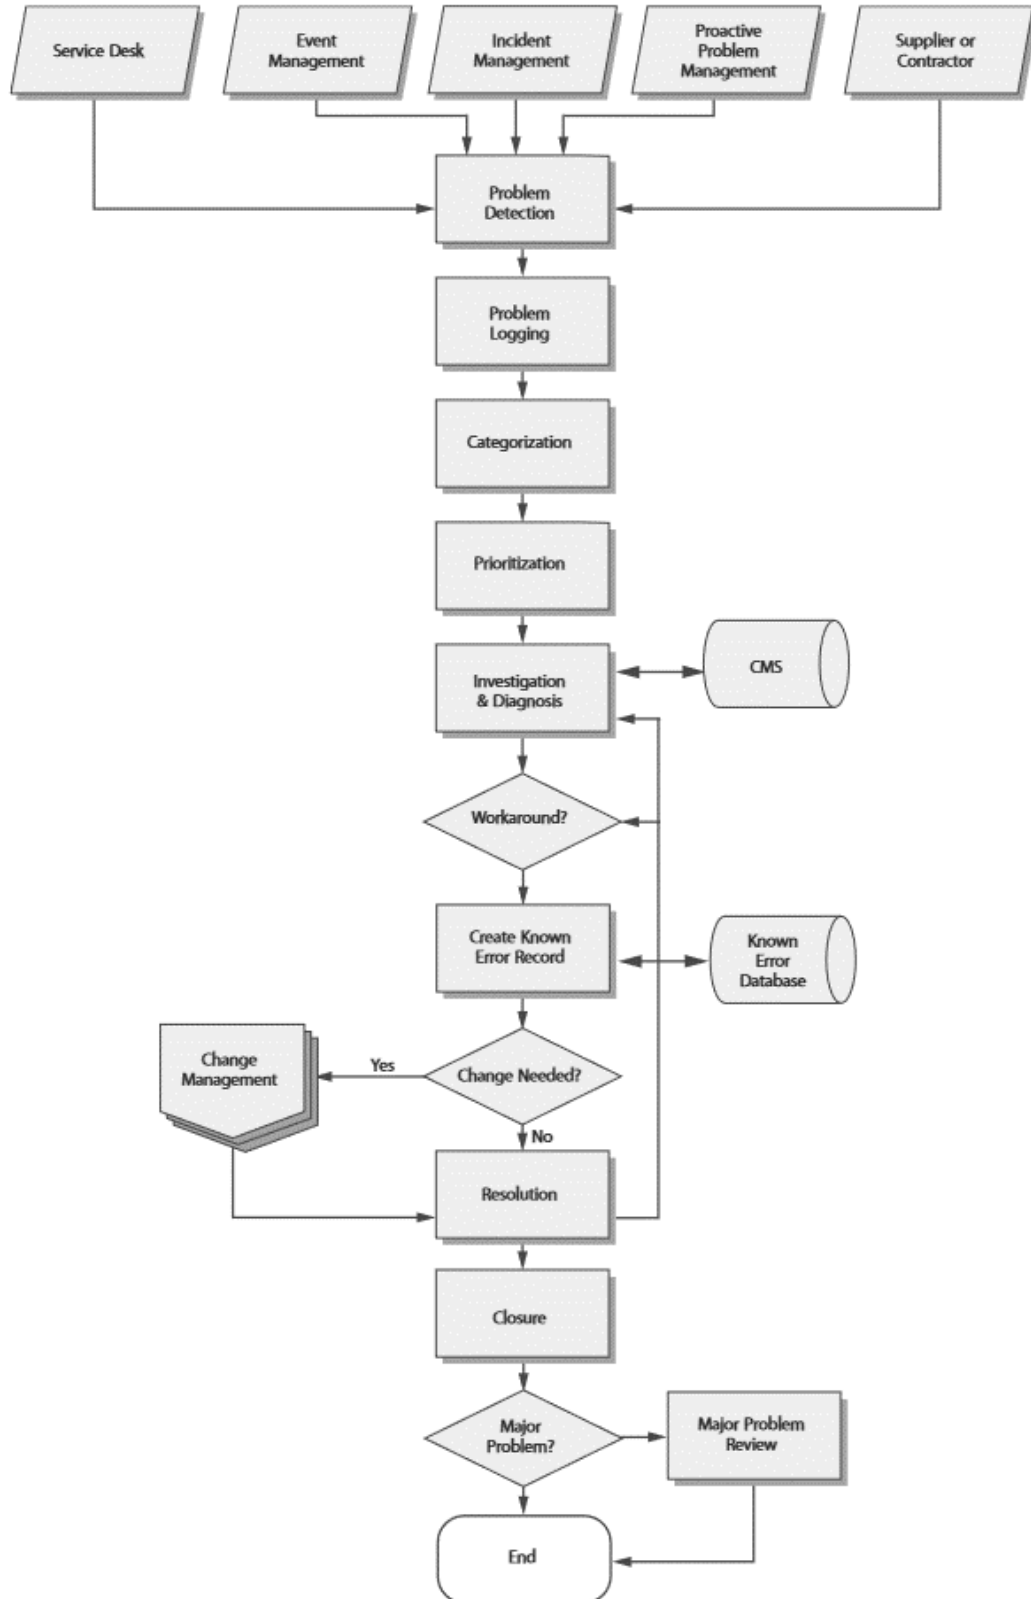 Service Desk
Event
Management
Incident
Management
Proactive
Problem
Management
Supplier or
Contractor
Problem
Detection
Problem
Logging
Categorization
Prioritization
Investigation
& Diagnosis
CMS
Workaround?
Create Known
Error Record
Known
Error
Database
Change
Management
Yes
Change Needed?
No
Resolution
Closure
Major
Problem?
Major Problem
Review
End